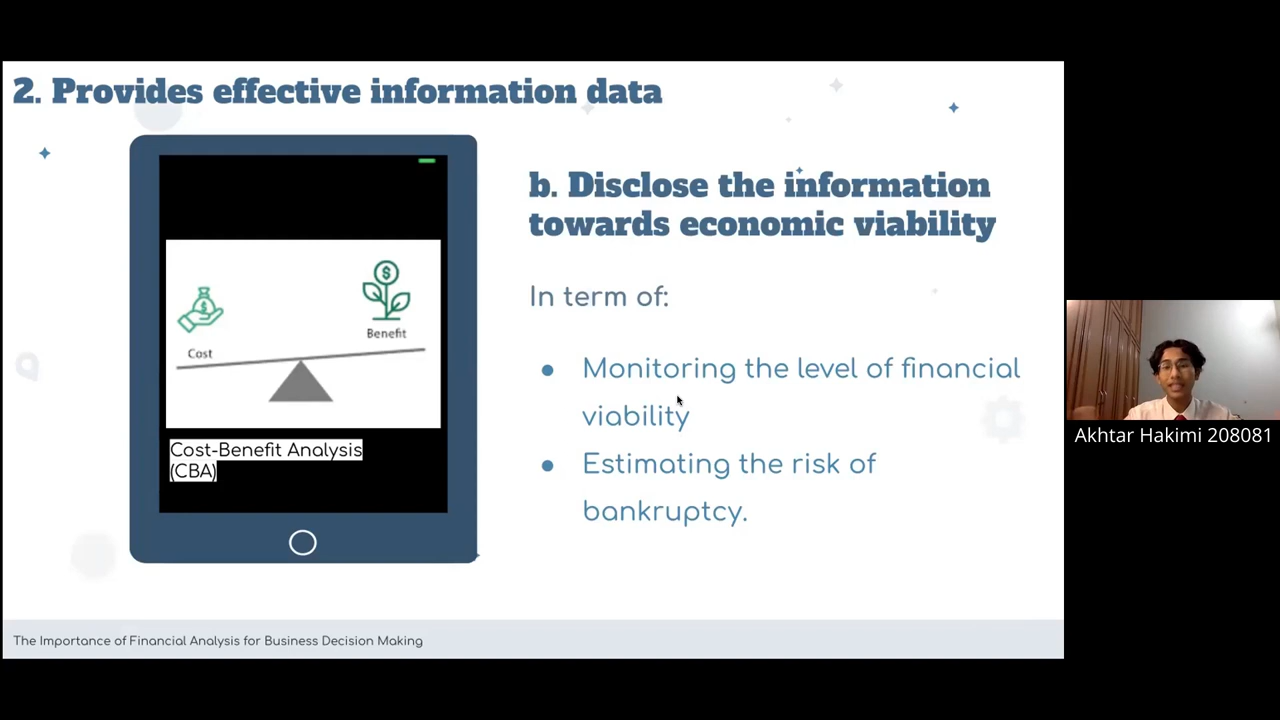 2. Provides effective information data
b. Disclose the information
towards economic viability
In term of:
● Monitoring the level of financial
viability
● Estimating the risk of
bankruptcy.
Cost
Benefit
Cost-Benefit Analysis
(CBA)
The Importance of Financial Analysis for Business Decision Making
Akhtar Hakimi 208081